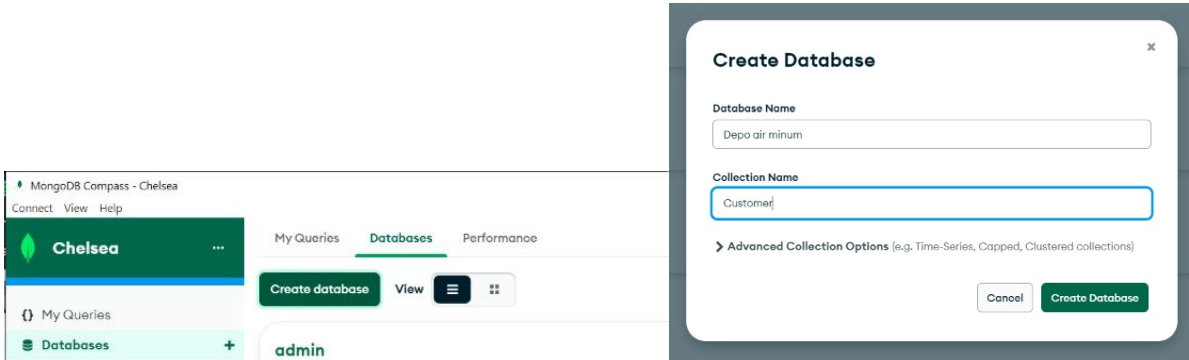 MongoDB Compass - Chelsea
Connect View Help
Chelsea ...
My Queries Databases Performance
Create database View
{} My Queries
Databases +
admin
Create Database
Database Name
Depo air minum
Collection Name
Customer
Advanced Collection Options (e.g. Time-Series, Capped, Clustered collections)
Cancel Create Database